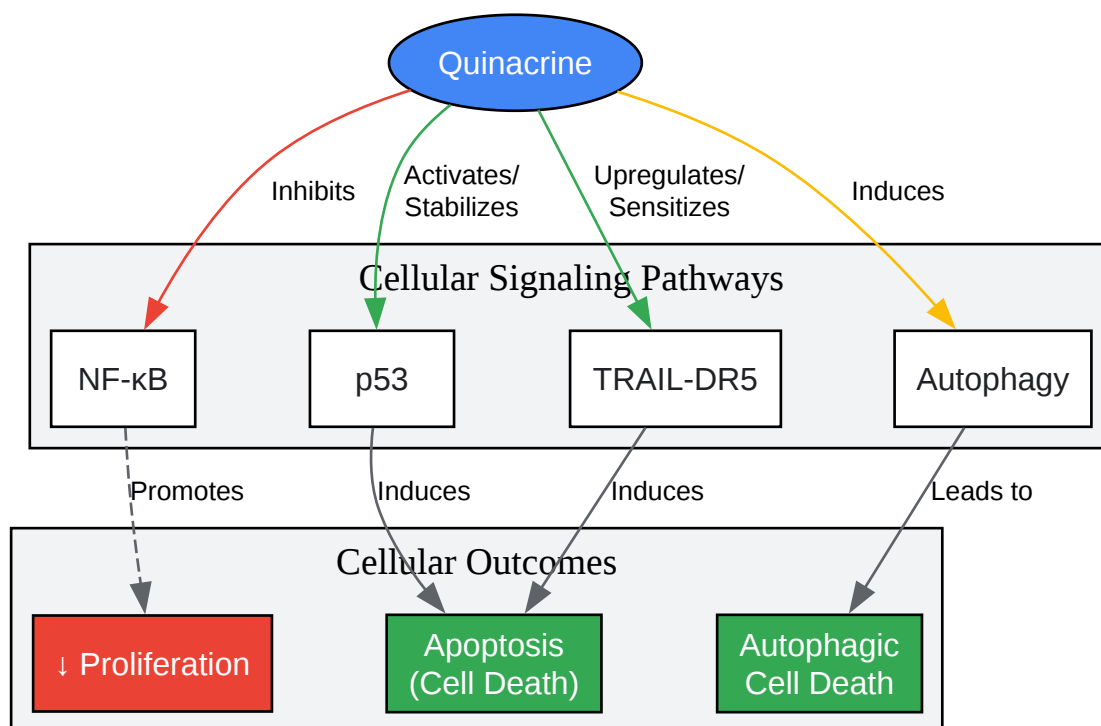 Quinacrine
Inhibits
Activates/
Stabilizes
Upregulates/
Sensitizes
Induces
Cellular Signaling Pathways
NF-κB
p53
TRAIL-DR5
Autophagy
Promotes
Induces
Induces
Leads to
Cellular Outcomes
↓ Proliferation
Apoptosis
(Cell Death)
Autophagic
Cell Death